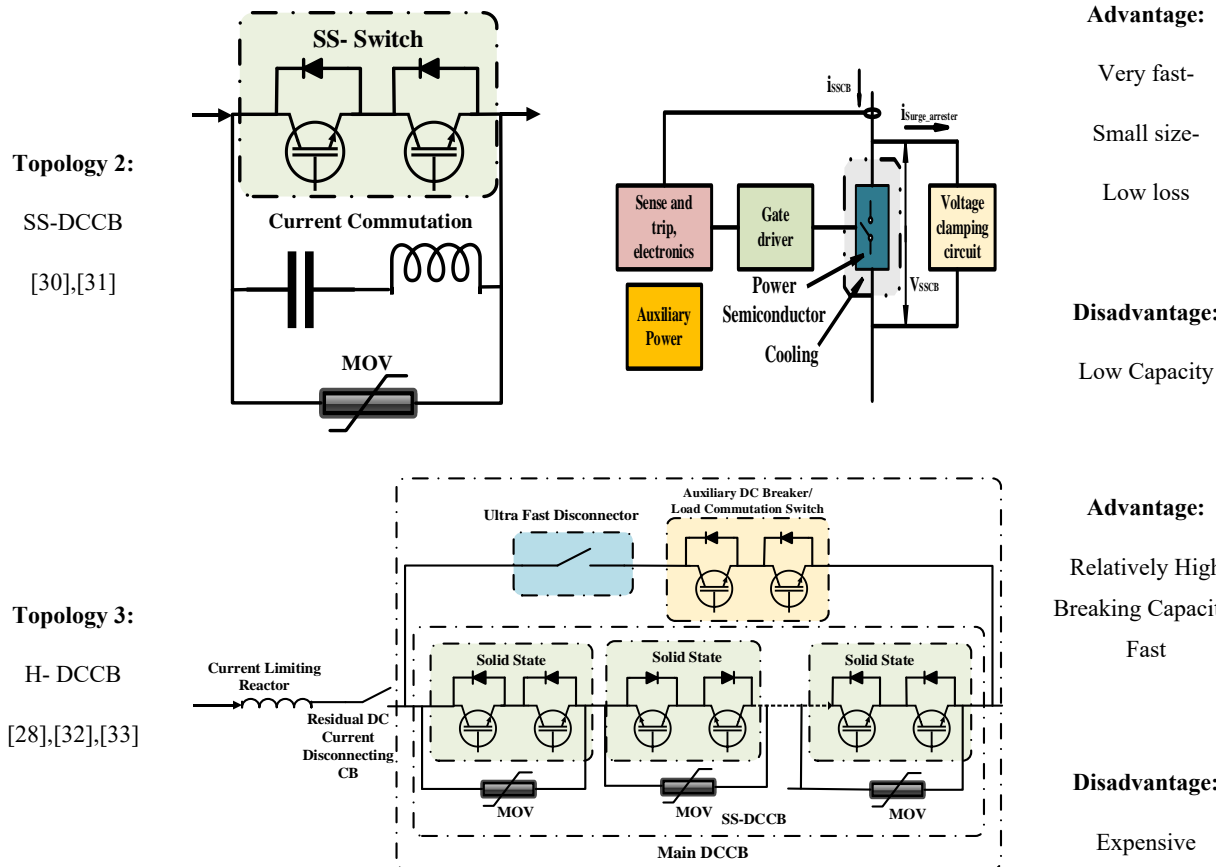 Topology 2:
SS-DCCB
[30],[31]
SS- Switch
Current Commutation
MOV
iSSCB
iSurge_arrester
Sense and
trip,
electronics
Gate
driver
Voltage
clamping
circuit
VSSCB
Power
Semiconductor
Cooling
Auxiliary
Power
Advantage:
Very fast-
Small size-
Low loss
Disadvantage:
Low Capacity
Topology 3:
H- DCCB
[28],[32],[33]
Current Limiting
Reactor
Residual DC
Current
Disconnecting
CB
Ultra Fast Disconnector
Auxiliary DC Breaker/
Load Commutation Switch
Solid State
Solid State
Solid State
MOV
MOV
MOV
SS-DCCB
Main DCCB
Advantage:
Relatively High
Breaking Capacit
Fast
Disadvantage:
Expensive